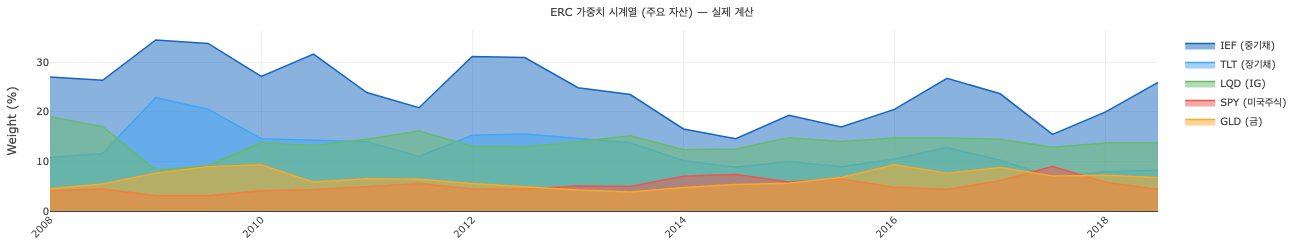 ERC 가중치 시계열 (주요 자산) — 실제 계산
Weight (%)
30
20
10
0
2008
2010
2012
2014
2016
2018
IEF (중기채)
TLT (장기채)
LQD (IG)
SPY (미국주식)
GLD (금)